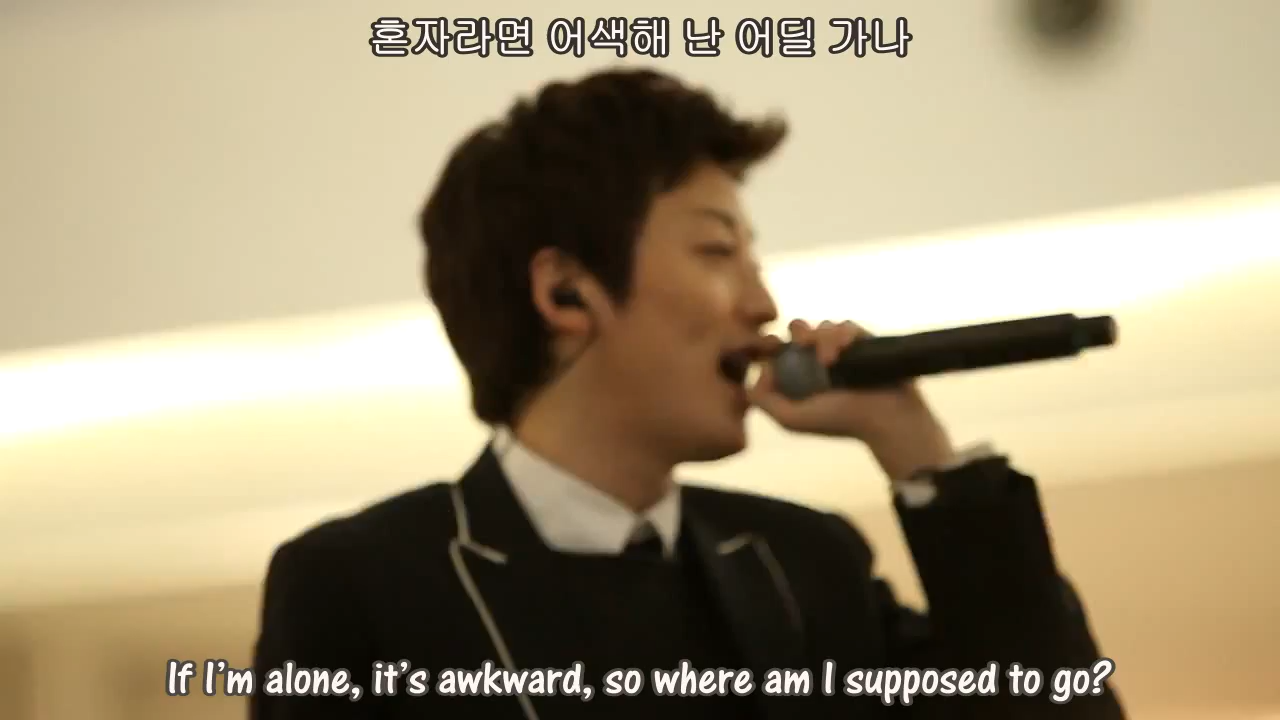 혼자라면 어색해 난 어딜 가나
If I'm alone, it's awkward, so where am I supposed to go?